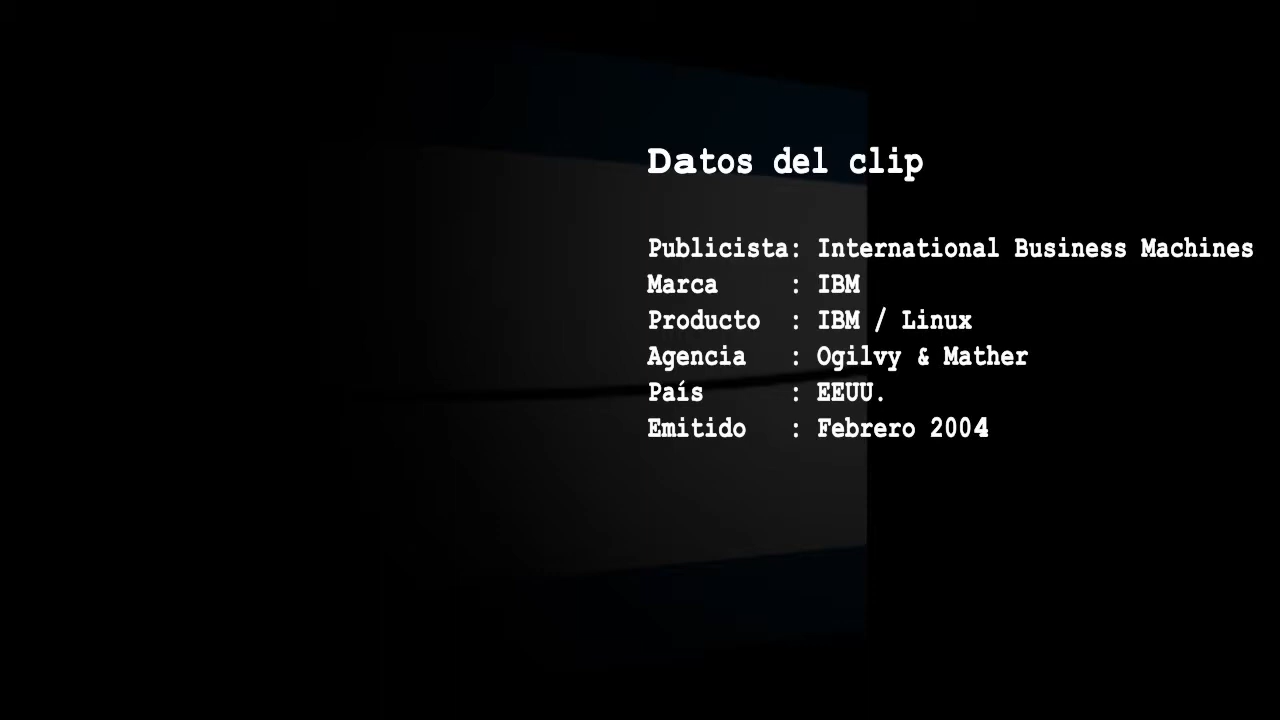 Datos del clip
Publicista: International Business Machines
Marca : IBM
Producto : IBM / Linux
Agencia : Ogilvy & Mather
País : EEUU.
Emitido : Febrero 2004